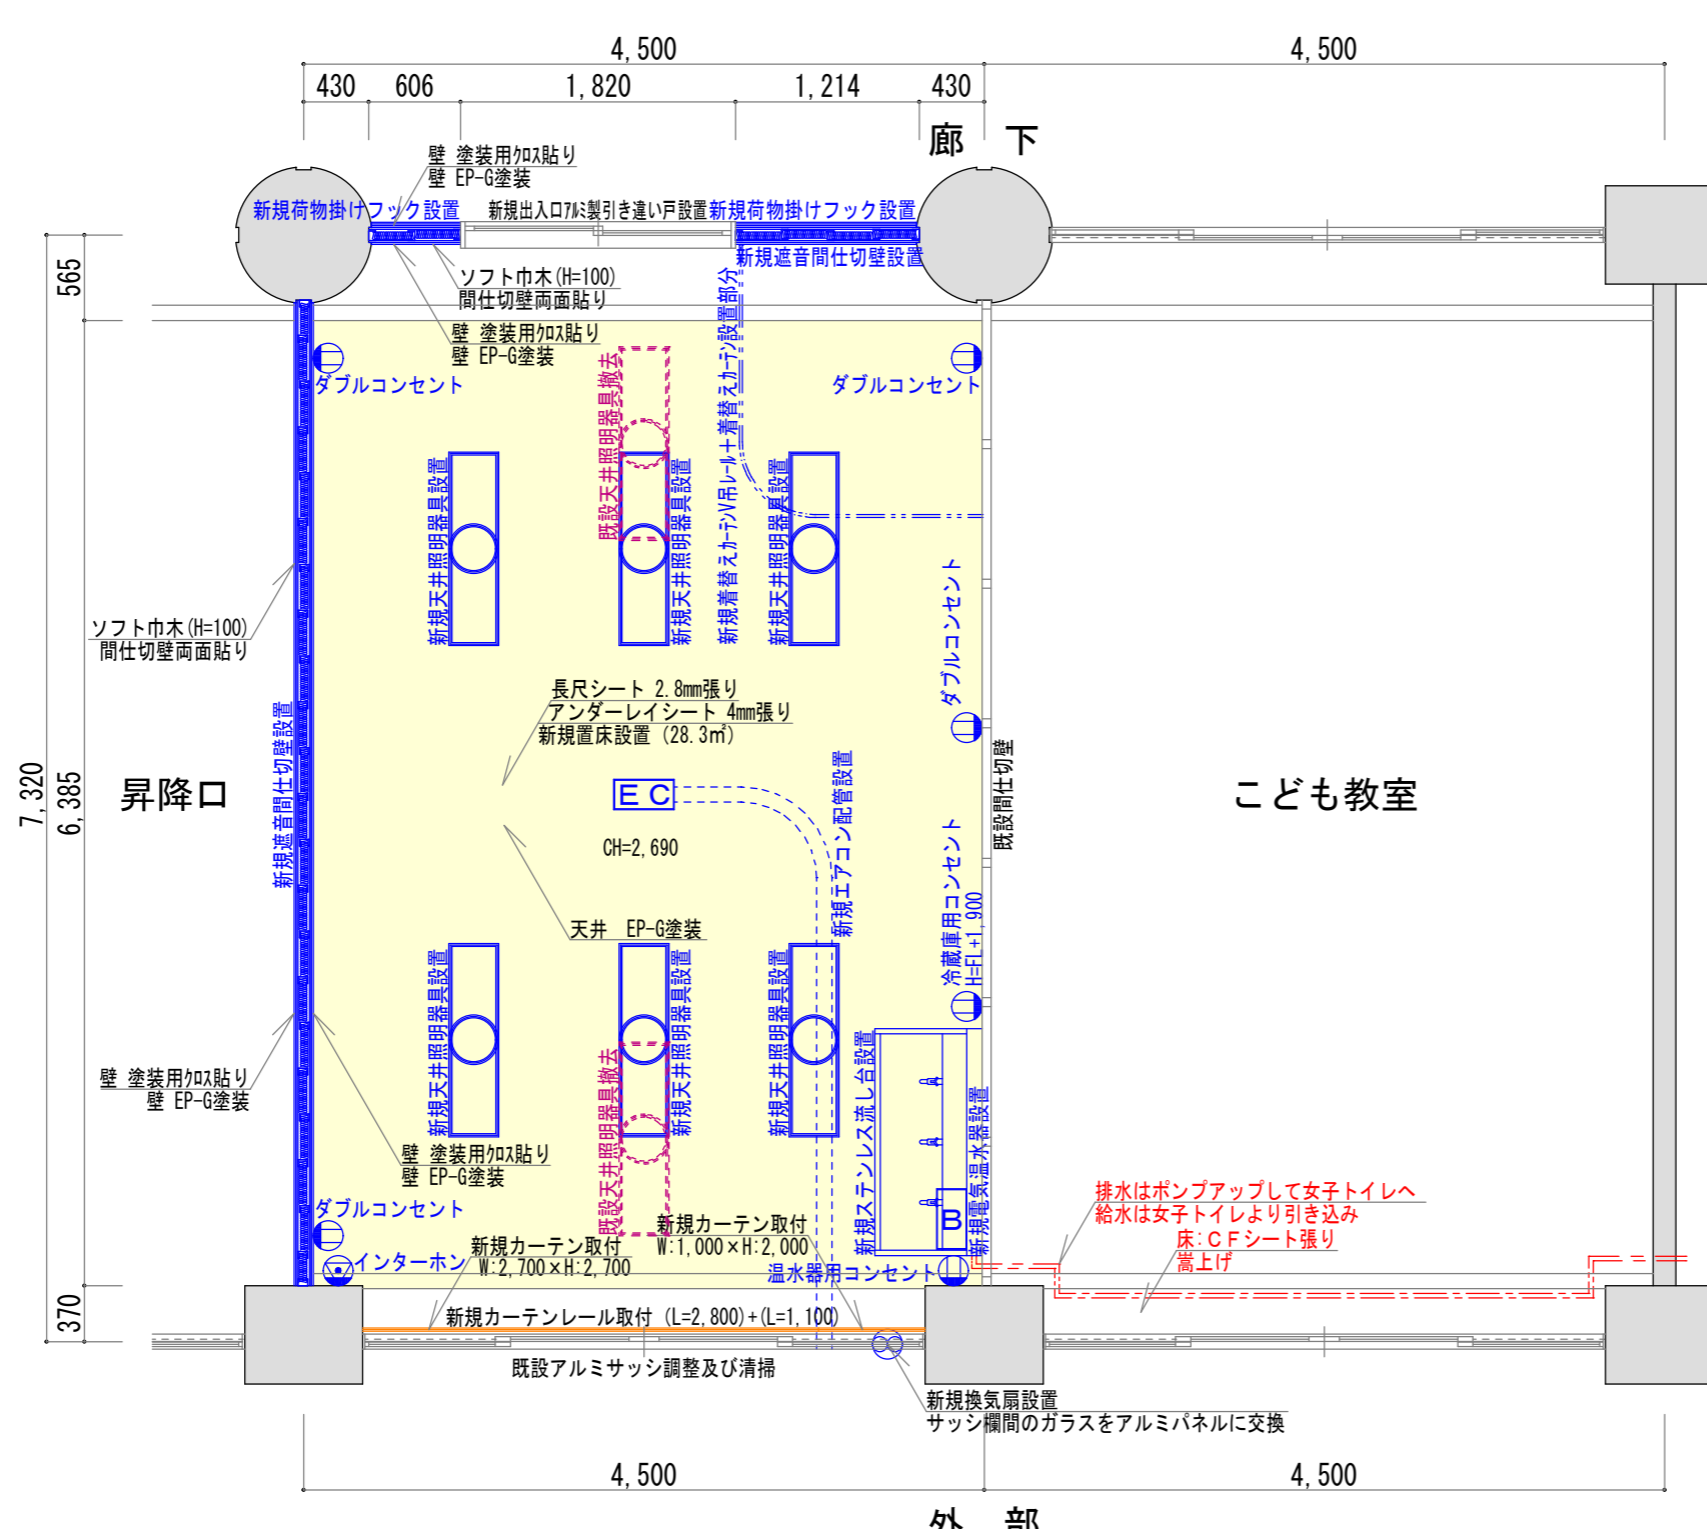 4,500
4,500
430
606
1,820
1,214
430
廊 下
壁 塗装用クロス貼り
壁 EP-G塗装
新規荷物掛けフック設置
新規出入口アルミ製引き違い戸設置
新規荷物掛けフック設置
新規遮音間仕切壁設置
ソフト巾木(H=100)
間仕切壁両面貼り
壁 塗装用クロス貼り
壁 EP-G塗装
565
7,320
6,385
370
ダブルコンセント
ダブルコンセント
既設天井照明器具撤去
新規着替えカーテンV吊レール+着替えカーテン設置部分
新規天井照明器具設置
新規天井照明器具設置
新規天井照明器具設置
ソフト巾木(H=100)
間仕切壁両面貼り
新規遮音間仕切壁設置
昇降口
長尺シート 2.8mm張り
アンダーレイシート 4mm張り
新規置床設置 (28.3㎡)
ダブルコンセント
既設間仕切壁
こども教室
EC
CH=2,690
新規エアコン配管設置
冷蔵庫用コンセント
H=FL+1,900
天井 EP-G塗装
新規天井照明器具設置
新規天井照明器具設置
新規天井照明器具設置
既設天井照明器具撤去
新規ステンレス流し台設置
新規電気温水器設置
B
壁 塗装用クロス貼り
壁 EP-G塗装
壁 塗装用クロス貼り
壁 EP-G塗装
ダブルコンセント
インターホン
新規カーテン取付
W:2,700×H:2,700
新規カーテン取付
W:1,000×H:2,000
温水器用コンセント
排水はポンプアップして女子トイレへ
給水は女子トイレより引き込み
床:CFシート張り
嵩上げ
新規カーテンレール取付 (L=2,800)+(L=1,100)
既設アルミサッシ調整及び清掃
新規換気扇設置
サッシ欄間のガラスをアルミパネルに交換
4,500
4,500
外 部